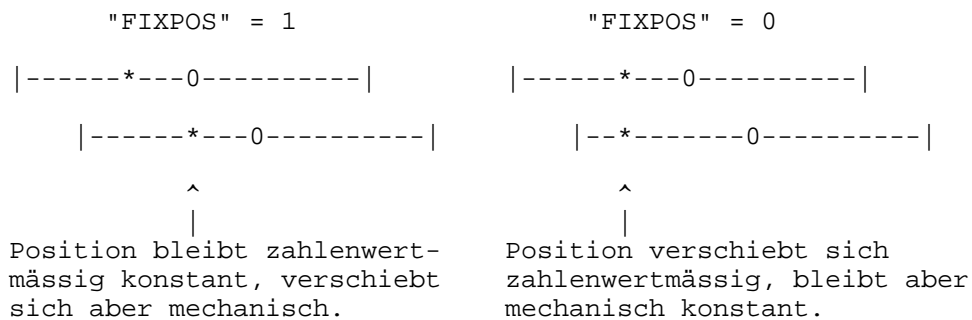 "FIXPOS" = 1 "FIXPOS" = 0
|------*---0----------| |------*---0----------|
|------*---0----------| |--*-------0----------|
^ ^
| |
Position bleibt zahlenwert- Position verschiebt sich
mässig konstant, verschiebt zahlenwertmässig, bleibt aber
sich aber mechanisch. mechanisch konstant.